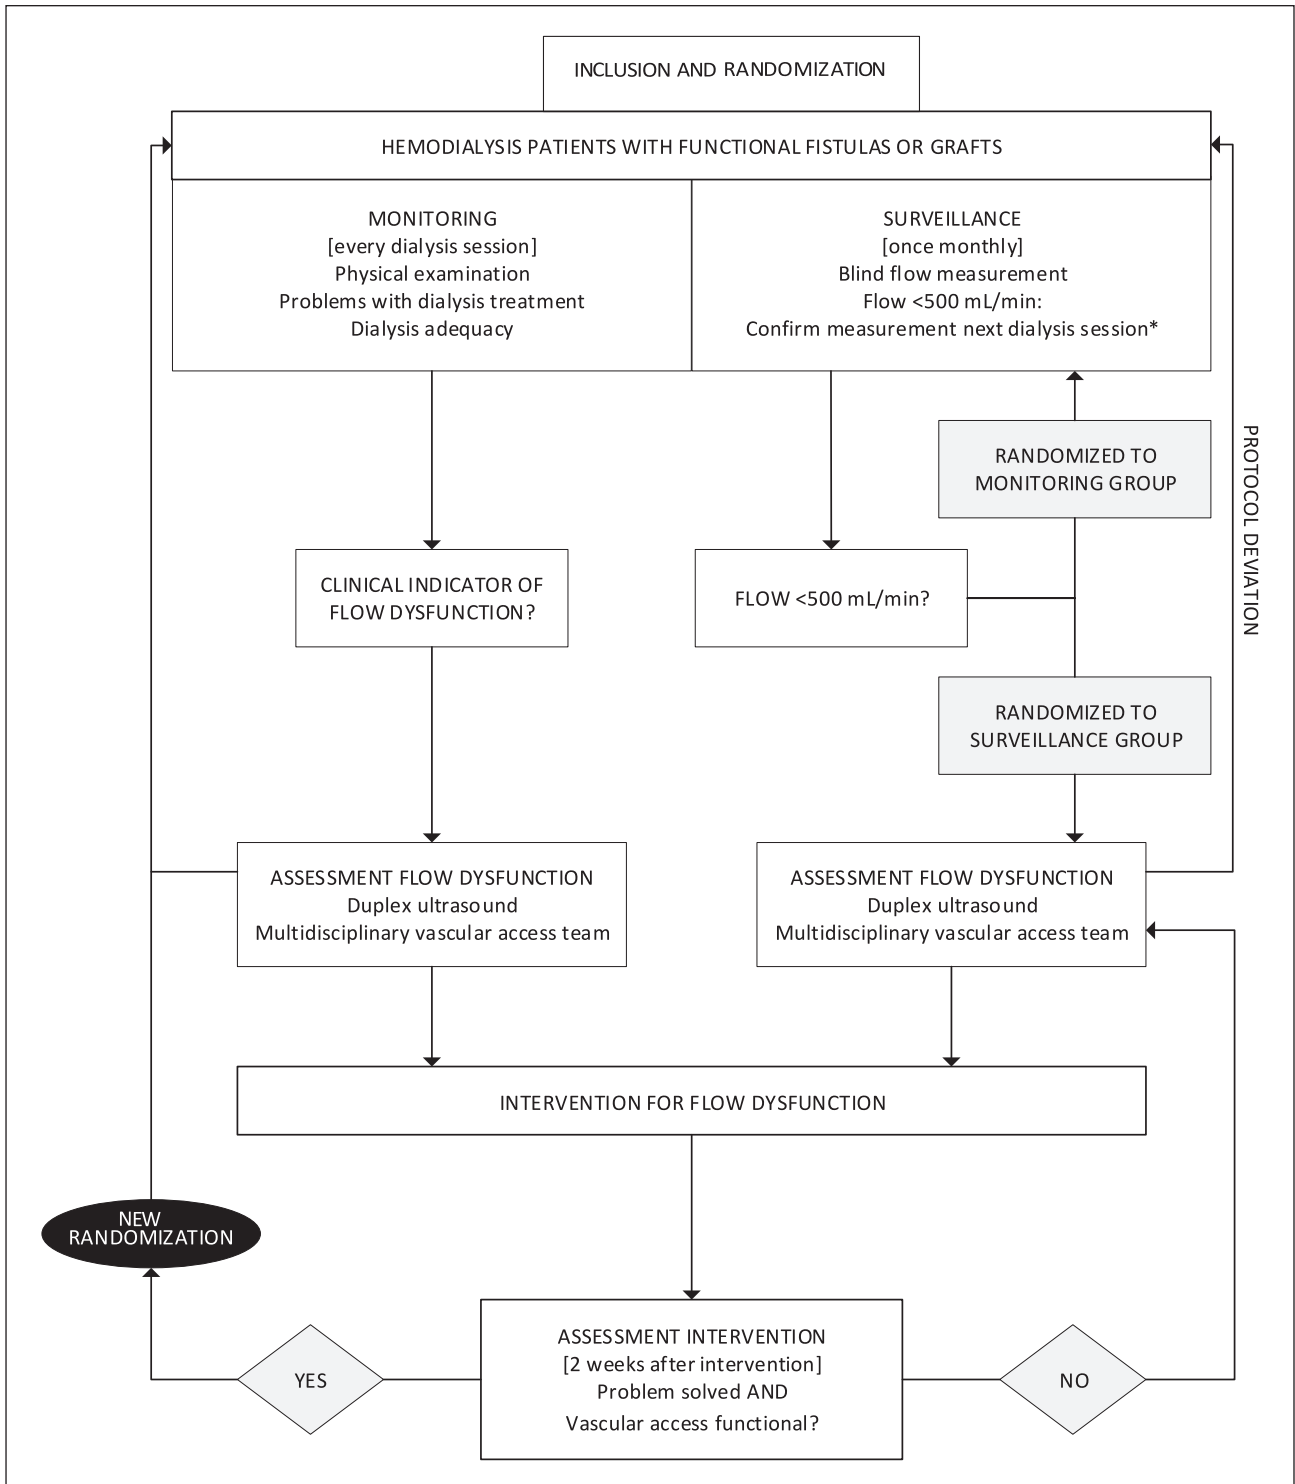 INCLUSION AND RANDOMIZATION
HEMODIALYSIS PATIENTS WITH FUNCTIONAL FISTULAS OR GRAFTS
MONITORING
[every dialysis session]
Physical examination
Problems with dialysis treatment
Dialysis adequacy
SURVEILLANCE
[once monthly]
Blind flow measurement
Flow <500 mL/min:
Confirm measurement next dialysis session*
RANDOMIZED TO
MONITORING GROUP
PROTOCOL DEVIATION
CLINICAL INDICATOR OF
FLOW DYSFUNCTION?
FLOW <500 mL/min?
RANDOMIZED TO
SURVEILLANCE GROUP
ASSESSMENT FLOW DYSFUNCTION
Duplex ultrasound
Multidisciplinary vascular access team
ASSESSMENT FLOW DYSFUNCTION
Duplex ultrasound
Multidisciplinary vascular access team
INTERVENTION FOR FLOW DYSFUNCTION
NEW
RANDOMIZATION
ASSESSMENT INTERVENTION
[2 weeks after intervention]
Problem solved AND
Vascular access functional?
YES
NO